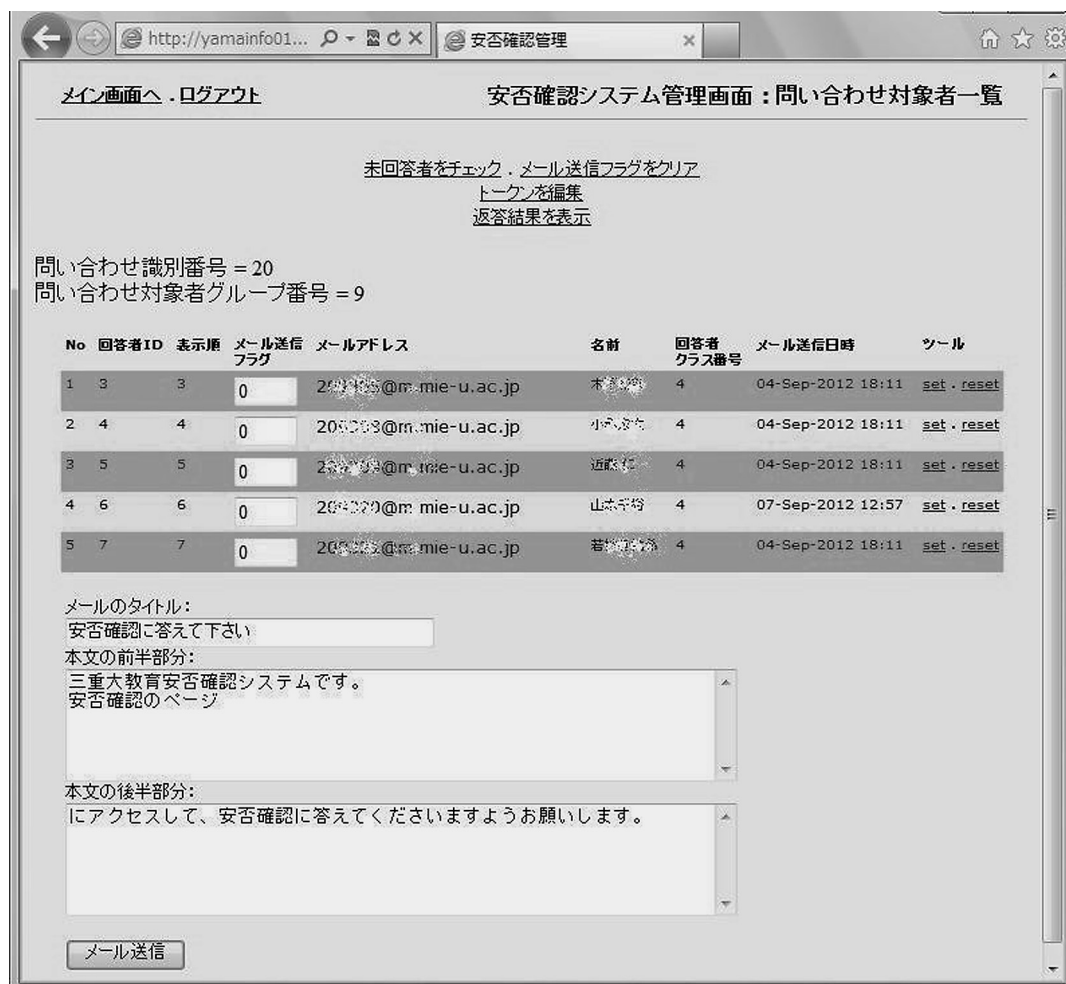 http://yamainfo01...
安否確認管理
メイン画面へ . ログアウト
安否確認システム管理画面：問い合わせ対象者一覧
未回答者をチェック . メール送信フラグをクリア
トークンを編集
返答結果を表示
問い合わせ識別番号 = 20
問い合わせ対象者グループ番号 = 9
No 回答者ID 表示順 メール送信フラグ メールアドレス 名前 回答者クラス番号 メール送信日時 ツール
1 3 3 0 @m.mie-u.ac.jp 4 04-Sep-2012 18:11 set . reset
2 4 4 0 @m.mie-u.ac.jp 4 04-Sep-2012 18:11 set . reset
3 5 5 0 @m.mie-u.ac.jp 4 04-Sep-2012 18:11 set . reset
4 6 6 0 @m mie-u.ac.jp 4 07-Sep-2012 12:57 set . reset
5 7 7 0 mie-u.ac.jp 4 04-Sep-2012 18:11 set . reset
メールのタイトル：
安否確認に答えて下さい
本文の前半部分：
三重大教育安否確認システムです。
安否確認のページ
本文の後半部分：
にアクセスして、安否確認に答えてくださいますようお願いします。
メール送信